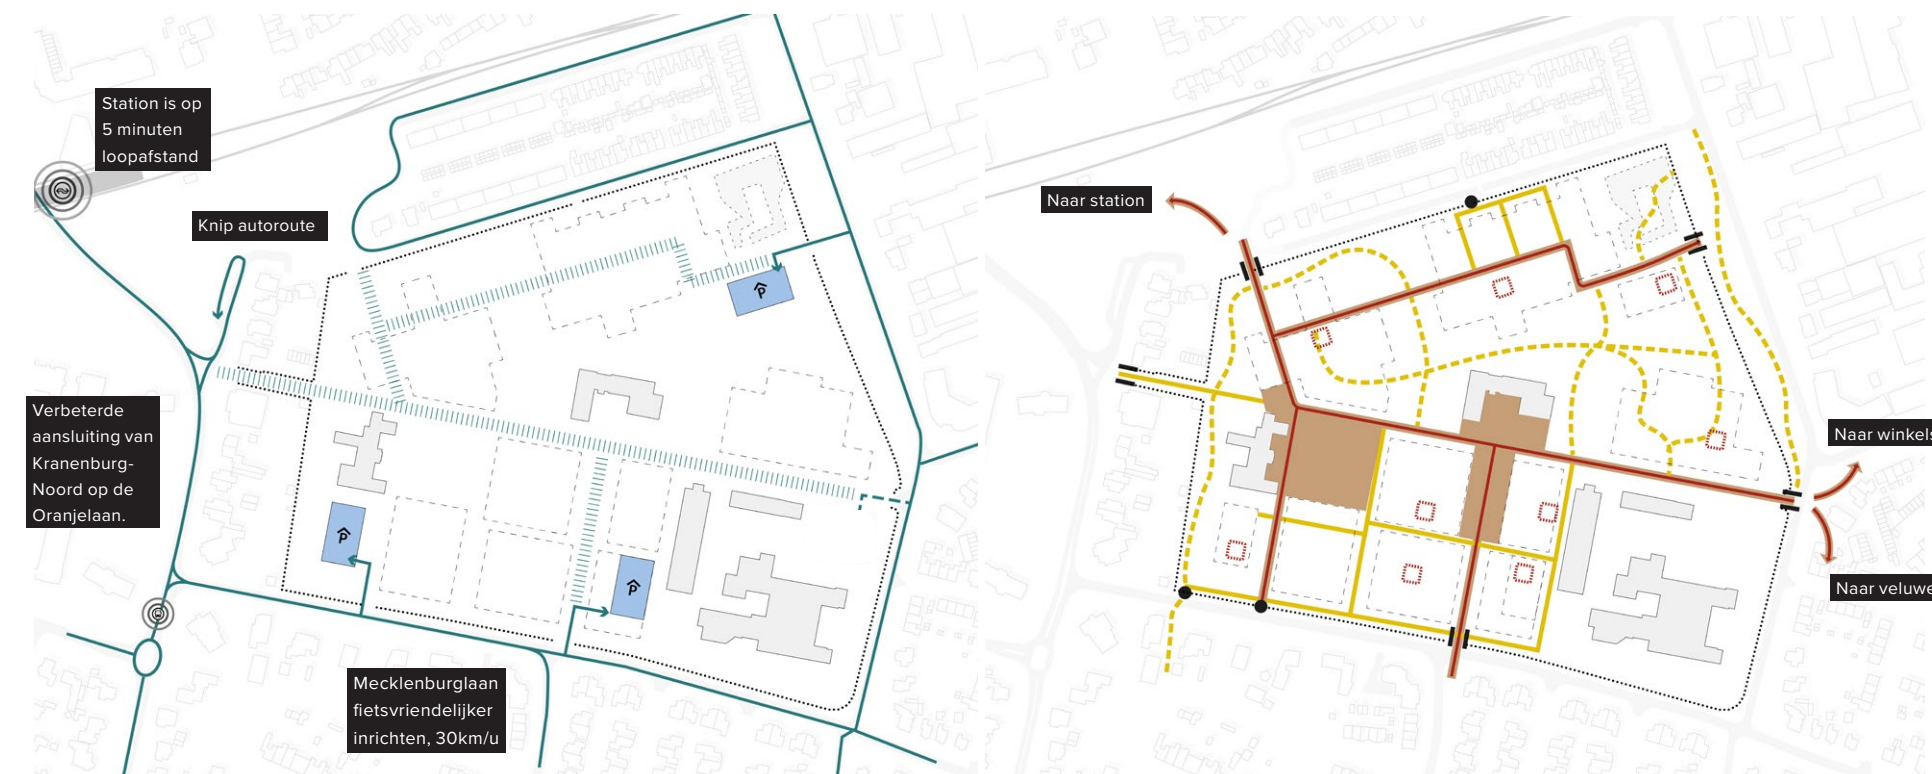 Station is op
5 minuten
loopafstand
Knip autoroute
Verbeterde
aansluiting van
Kranenburg-
Noord op de
Oranjelaan.
Mecklenburglaan
fietsvriendelijker
inrichten, 30km/u
P
P
P
Naar station
Naar winkels
Naar veluwe